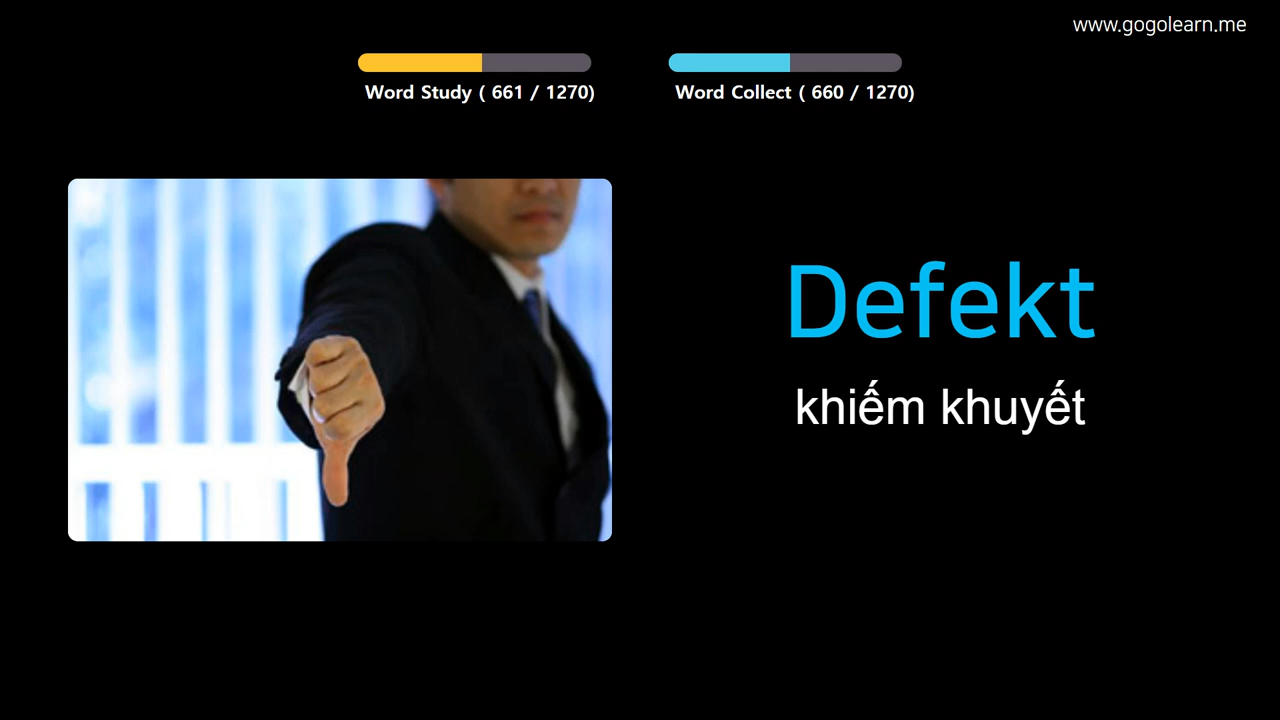 www.gogolearn.me
Word Study ( 661 / 1270)
Word Collect ( 660 / 1270)
Defekt
khiếm khuyết